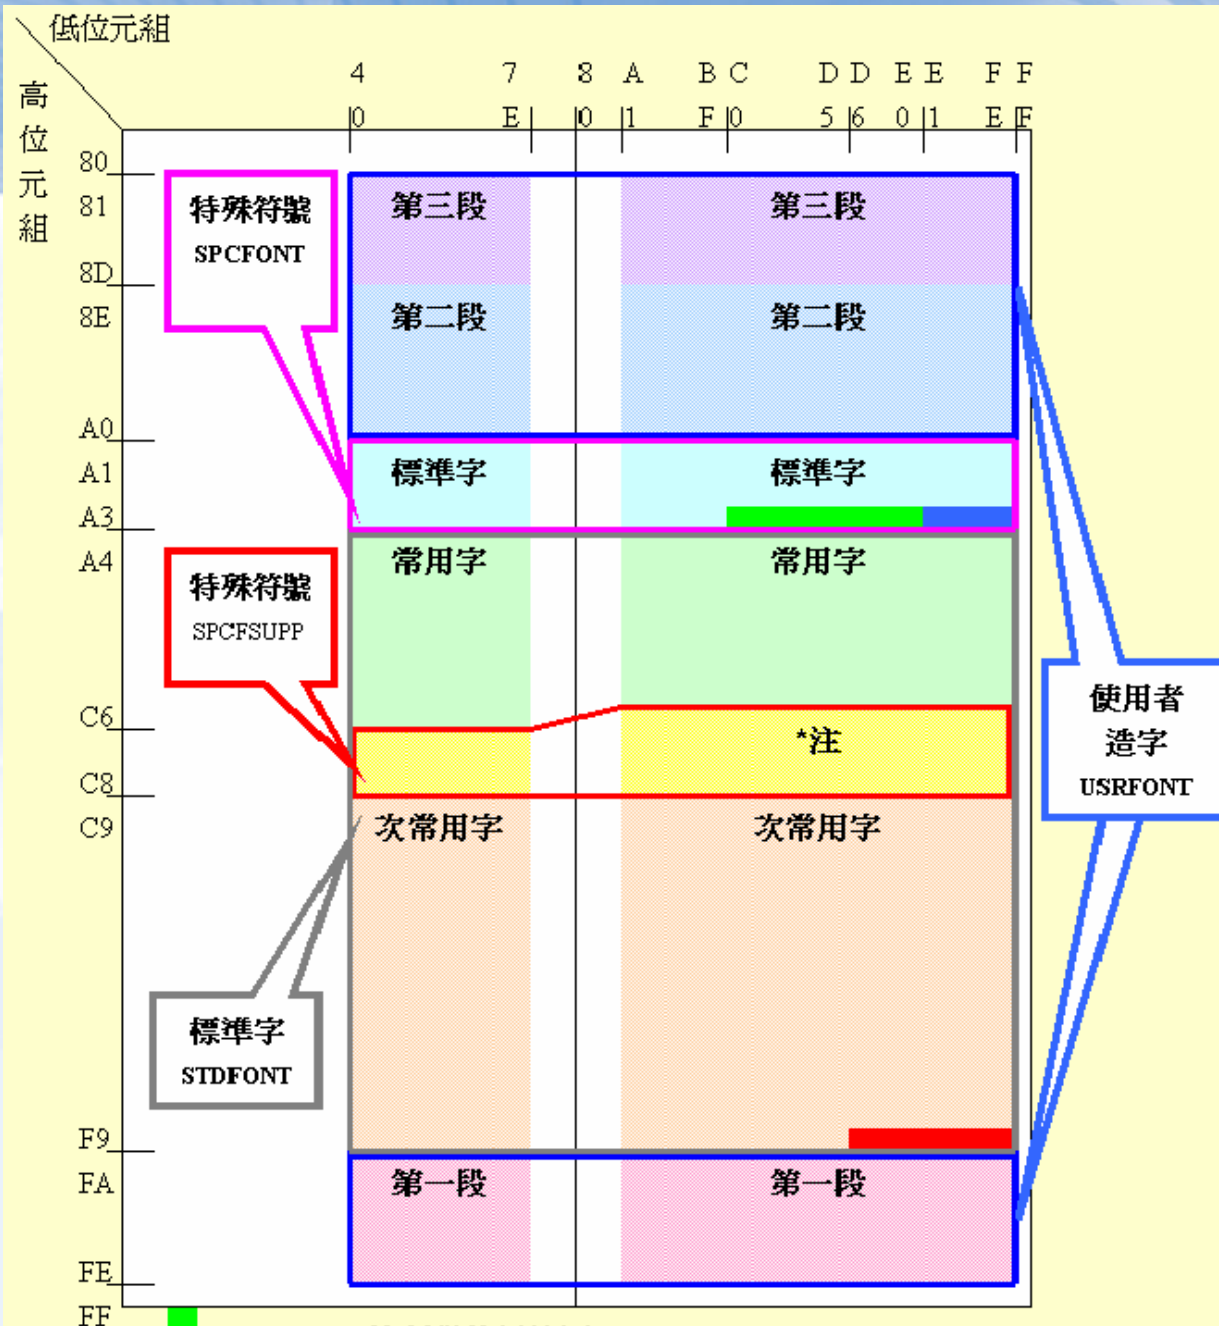 低位元組
高位元組
4 7 8 A B C D D E E F F
0 E 0 1 F 0 5 6 0 1 E F
80
81
8D
8E
A0
A1
A3
A4
C6
C8
C9
F9
FA
FE
FF
特殊符號
SPCFONT
第三段 第三段
第二段 第二段
標準字 標準字
特殊符號
SPCFSUPP
常用字 常用字
*注
使用者
造字
USRFONT
次常用字 次常用字
標準字
STDFONT
第一段 第一段